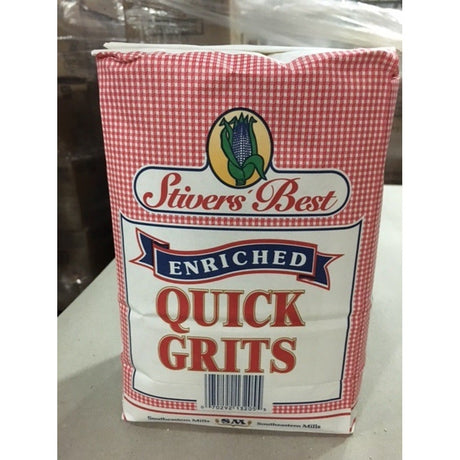 Stivers' Best
ENRICHED
QUICK
GRITS
Southeastern Mills SM Southeastern Mills